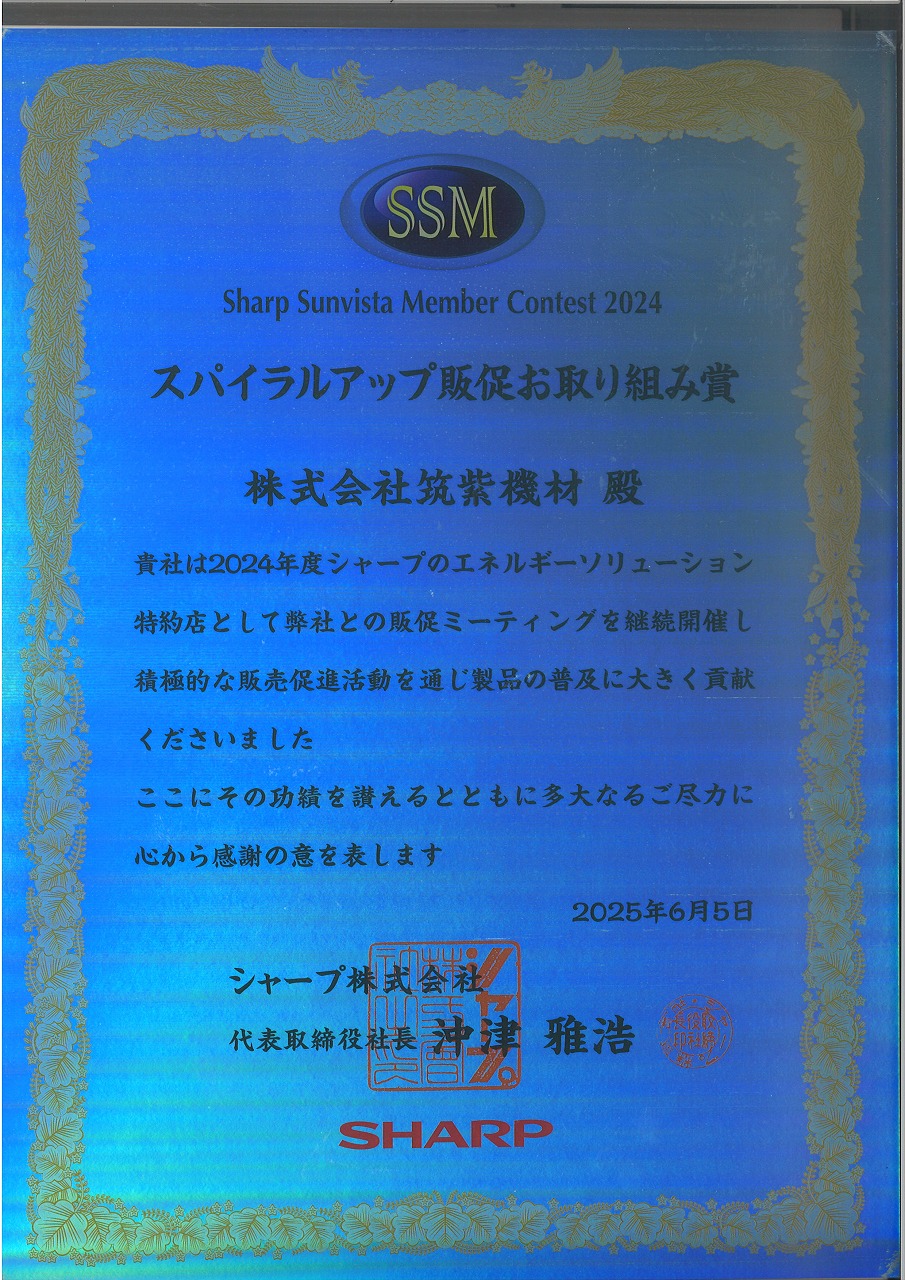 SSM
Sharp Sunvista Member Contest 2024
スパイラルアップ販促お取り組み賞
株式会社筑紫機材 殿
貴社は2024年度シャープのエネルギーソリューション
特約店として弊社との販促ミーティングを継続開催し
積極的な販売促進活動を通じ製品の普及に大きく貢献
くださいました
ここにその功績を讃えるとともに多大なるご尽力に
心から感謝の意を表します
2025年6月5日
シャープ株式会社
代表取締役社長 沖津 雅浩
SHARP